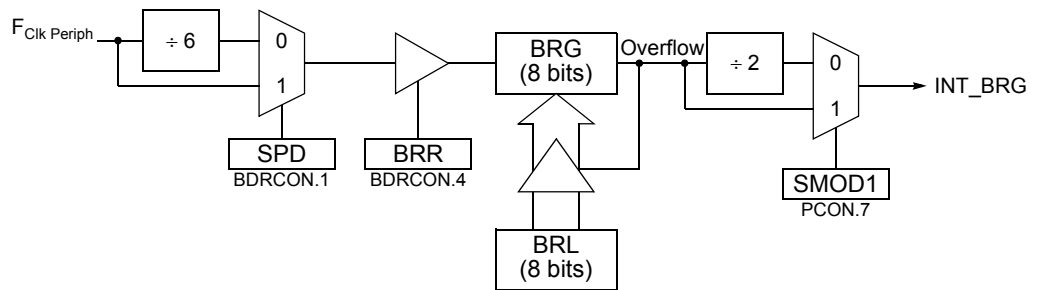 F Clk Periph
÷ 6
0
1
SPD
BDRCON.1
BRR
BDRCON.4
BRG
(8 bits)
Overflow
BRL
(8 bits)
÷ 2
0
1
SMOD1
PCON.7
INT_BRG